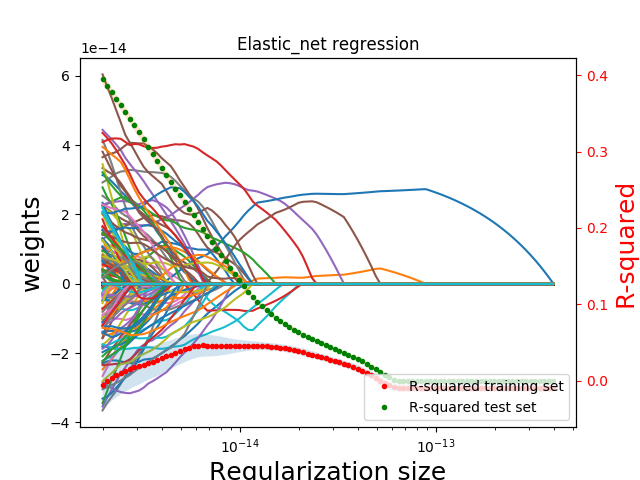 Elastic_net regression
1e−14
6
4
2
0
−2
−4
weights
0.4
0.3
0.2
0.1
0.0
R-squared
R-squared training set
R-squared test set
10−14
10−13
Regularization size